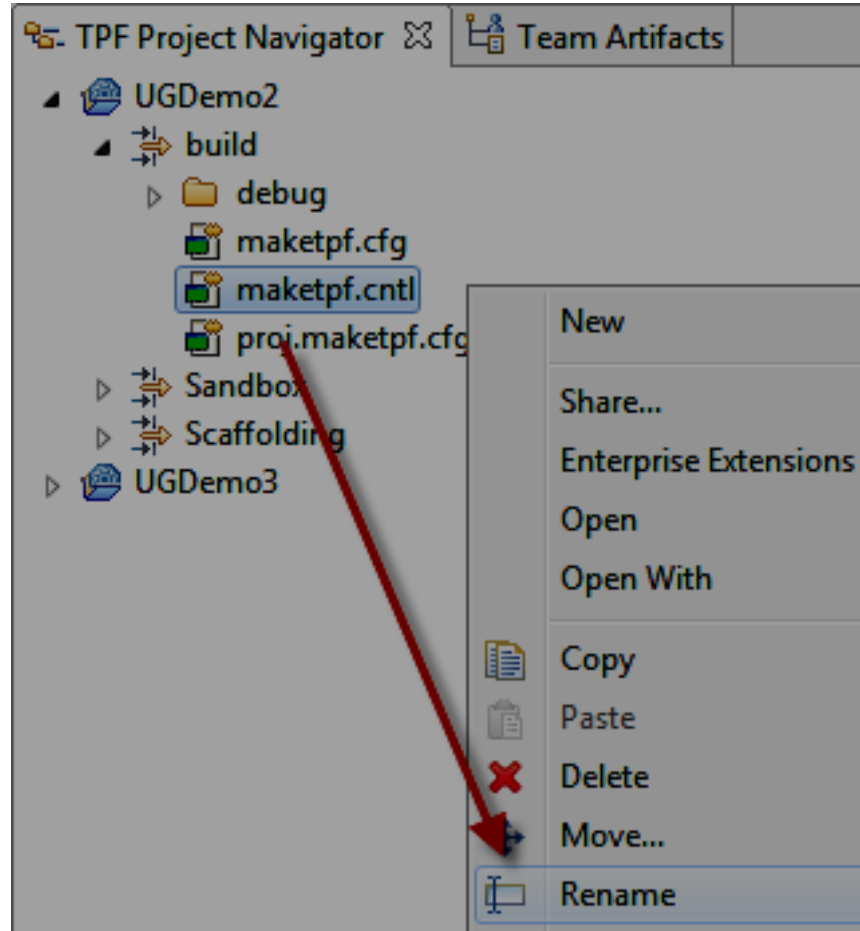 TPF Project Navigator Team Artifacts
UGDemo2
build
debug
maketpf.cfg
maketpf.cntl
proj.maketpf.cfg
Sandbox
Scaffolding
UGDemo3
New
Share...
Enterprise Extensions
Open
Open With
Copy
Paste
Delete
Move...
Rename